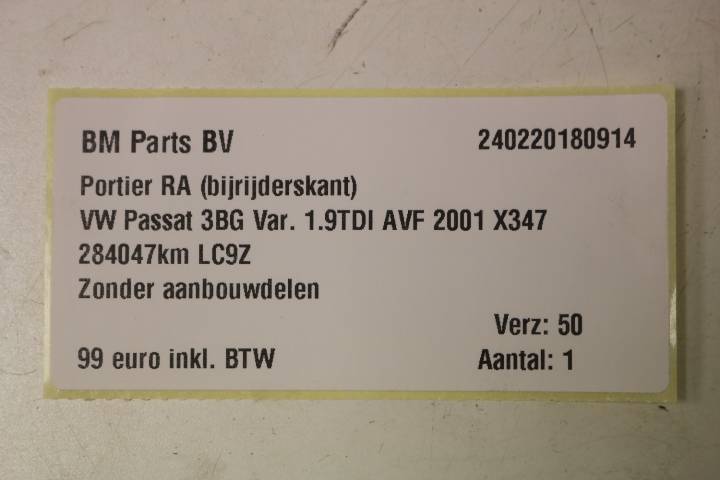 BM Parts BV 240220180914
Portier RA (bijrijderskant)
VW Passat 3BG Var. 1.9TDI AVF 2001 X347
284047km LC9Z
Zonder aanbouwdelen
Verz: 50
99 euro inkl. BTW Aantal: 1